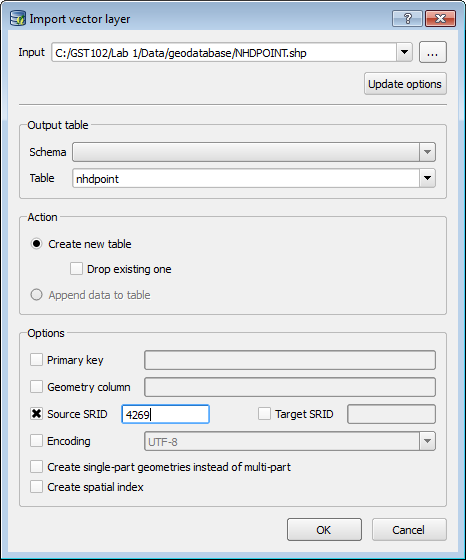 Import vector layer
Input C:/GST102/Lab 1/Data/geodatabase/NHDPOINT.shp ...
Update options
Output table
Schema
Table nhdpoint
Action
Create new table
Drop existing one
Append data to table
Options
Primary key
Geometry column
Source SRID 4269 Target SRID
Encoding UTF-8
Create single-part geometries instead of multi-part
Create spatial index
OK Cancel